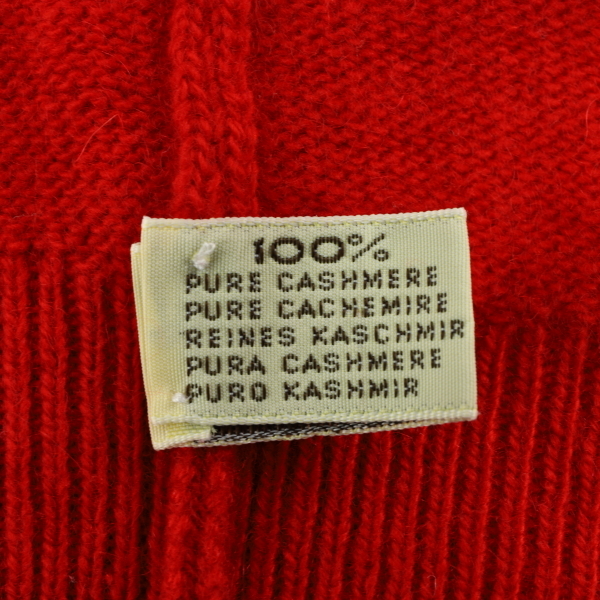 100%
PURE CASHMERE
PURE CACHEMIRE
REINES KASCHMIR
PURA CASHMERE
PURO KASHMIR